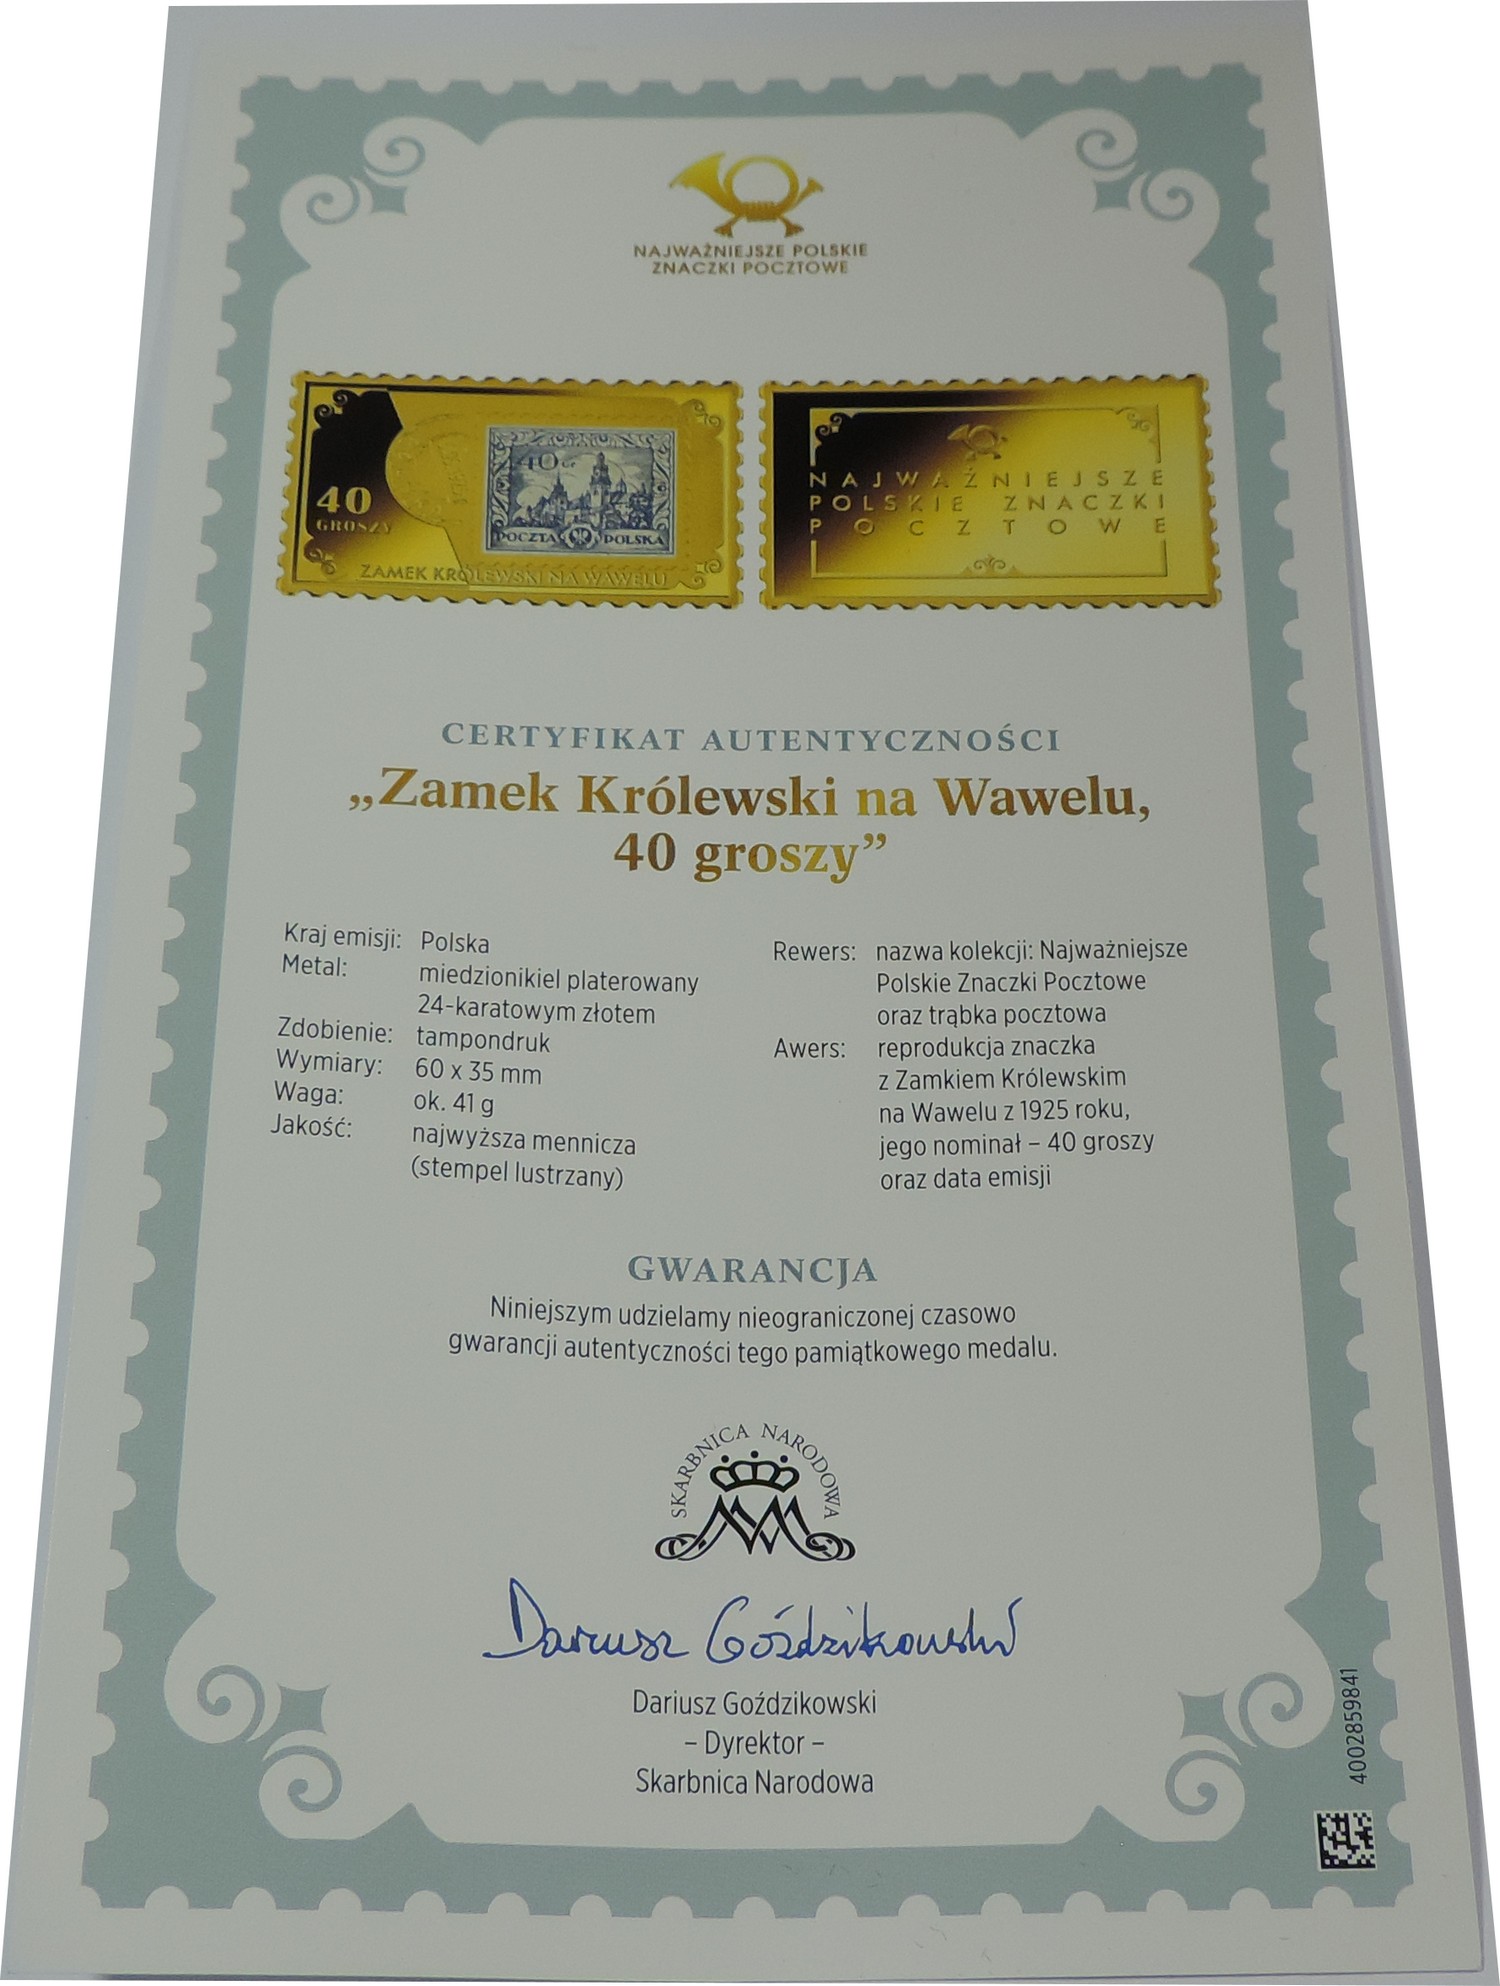 NAJWAŻNIEJSZE POLSKIE
ZNACZKI POCZTOWE
40
GROSZY
40 Gr
POCZTA POLSKA
ZAMEK KRÓLEWSKI NA WAWELU
NAJWAŻNIEJSZE
POLSKIE ZNACZKI
POCZTOWE
CERTYFIKAT AUTENTYCZNOŚCI
„Zamek Królewski na Wawelu,
40 groszy”
Kraj emisji: Polska
Metal: miedzionikiel platerowany
24-karatowym złotem
Zdobienie: tampondruk
Wymiary: 60 x 35 mm
Waga: ok. 41 g
Jakość: najwyższa mennicza
(stempel lustrzany)
Rewers: nazwa kolekcji: Najważniejsze
Polskie Znaczki Pocztowe
oraz trąbka pocztowa
Awers: reprodukcja znaczka
z Zamkiem Królewskim
na Wawelu z 1925 roku,
jego nominał – 40 groszy
oraz data emisji
GWARANCJA
Niniejszym udzielamy nieograniczonej czasowo
gwarancji autentyczności tego pamiątkowego medalu.
SKARBNICA NARODOWA
Dariusz Goździkowski
Dariusz Goździkowski
– Dyrektor –
Skarbnica Narodowa
4002859841